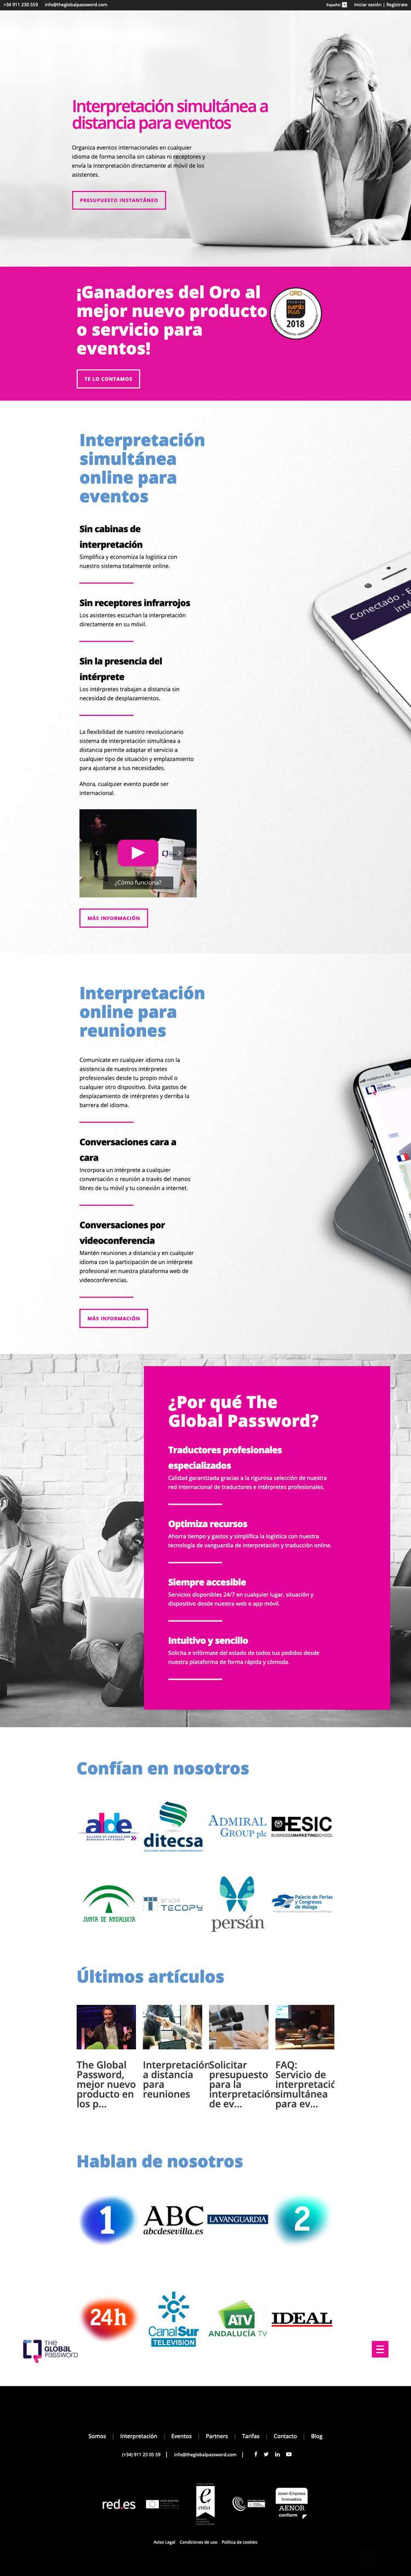 +34 911 230 559 info@theglobalpassword.com Español Iniciar sesión | Regístrate
Interpretación simultánea a
distancia para eventos
Organiza eventos internacionales en cualquier
idioma de forma sencilla sin cabinas ni receptores y
envía la interpretación directamente al móvil de los
asistentes.
PRESUPUESTO INSTANTÁNEO
¡Ganadores del Oro al
mejor nuevo producto
o servicio para
eventos!
ORO
PREMIOS
evento
PLUS
2018
TE LO CONTAMOS
Interpretación
simultánea
online para
eventos
Sin cabinas de
interpretación
Simplifica y economiza la logística con
nuestro sistema totalmente online.
Sin receptores infrarrojos
Los asistentes escuchan la interpretación
directamente en su móvil.
Sin la presencia del
intérprete
Los intérpretes trabajan a distancia sin
necesidad de desplazamientos.
Conectado - E
inté
La flexibilidad de nuestro revolucionario
sistema de interpretación simultánea a
distancia permite adaptar el servicio a
cualquier tipo de situación y emplazamiento
para ajustarse a tus necesidades.
Ahora, cualquier evento puede ser
internacional.
¿Cómo funciona?
MÁS INFORMACIÓN
Interpretación
online para
reuniones
Comunícate en cualquier idioma con la
asistencia de nuestros intérpretes
profesionales desde tu propio móvil o
cualquier otro dispositivo. Evita gastos de
desplazamiento de intérpretes y derriba la
barrera del idioma.
Conversaciones cara a
cara
Incorpora un intérprete a cualquier
conversación o reunión a través del manos
libres de tu móvil y tu conexión a internet.
Conversaciones por
videoconferencia
Mantén reuniones a distancia y en cualquier
idioma con la participación de un intérprete
profesional en nuestra plataforma web de
videoconferencias.
vodafone ES 4G
MÁS INFORMACIÓN
¿Por qué The
Global Password?
Traductores profesionales
especializados
Calidad garantizada gracias a la rigurosa selección de nuestra
red internacional de traductores e intérpretes profesionales.
Optimiza recursos
Ahorra tiempo y gastos y simplifica la logística con nuestra
tecnología de vanguardia de interpretación y traducción online.
Siempre accesible
Servicios disponibles 24/7 en cualquier lugar, situación y
dispositivo desde nuestra web o app móvil.
Intuitivo y sencillo
Solicita e infórmate del estado de todos tus pedidos desde
nuestra plataforma de forma rápida y cómoda.
Confían en nosotros
alde
ditecsa
ADMIRAL
GROUP plc
ESIC
BUSINESS&MARKETINGSCHOOL
JUNTA DE ANDALUCIA
grupo
TECOPY
persán
Palacio de Ferias
y Congresos
de Málaga
Últimos artículos
The Global
Password,
mejor nuevo
producto en
los p...
Interpretación
a distancia
para
reuniones
Solicitar
presupuesto
para la
interpretación
de ev...
FAQ:
Servicio de
interpretació
simultánea
para ev...
Hablan de nosotros
1
ABC
abcdesevilla.es
LA VANGUARDIA
2
24h
CanalSur
TELEVISION
ATV
ANDALUCÍA TV
IDEAL
THE
GLOBAL
PASSWORD
Somos | Interpretación | Eventos | Partners | Tarifas | Contacto | Blog
(+34) 911 23 05 59 | info@theglobalpassword.com |
red.es
e
enisa
Joven Empresa
Innovadora
AENOR
conform
Aviso Legal Condiciones de uso Política de cookies